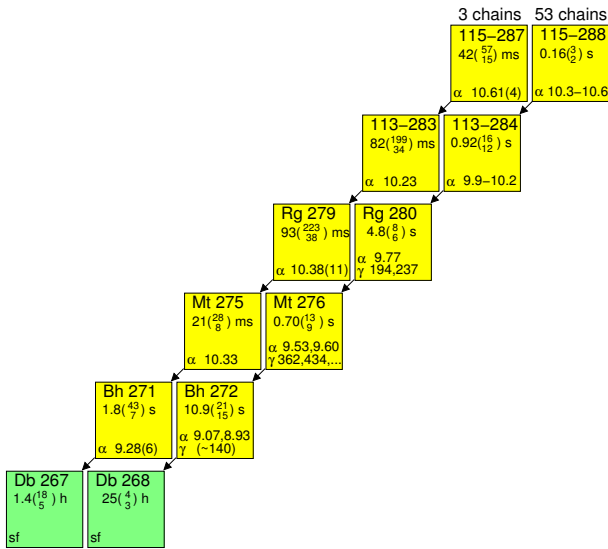 3 chains 53 chains
115−287
42(57 15) ms
α 10.61(4)
115−288
0.16(3 2) s
α 10.3−10.6
113−283
82(199 34) ms
α 10.23
113−284
0.92(16 12) s
α 9.9−10.2
Rg 279
93(223 38) ms
α 10.38(11)
Rg 280
4.8(8 6) s
α 9.77
γ 194,237
Mt 275
21(28 8) ms
α 10.33
Mt 276
0.70(13 9) s
α 9.53,9.60
γ 362,434,...
Bh 271
1.8(43 7) s
α 9.28(6)
Bh 272
10.9(21 15) s
α 9.07,8.93
γ (~140)
Db 267
1.4(18 5) h
sf
Db 268
25(4 3) h
sf